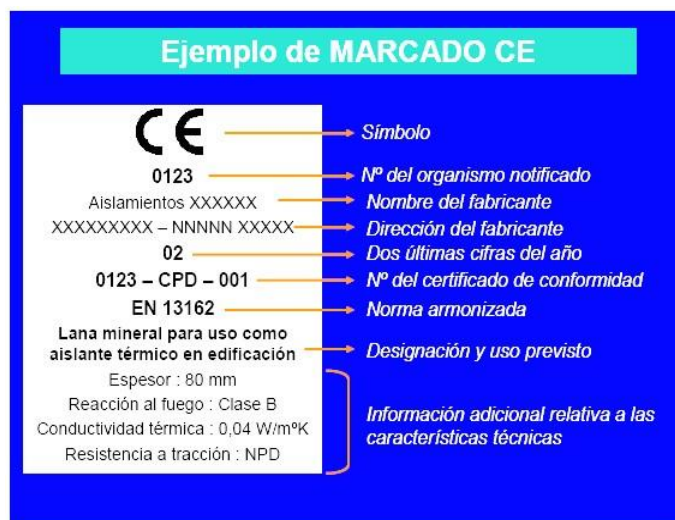 Ejemplo de MARCADO CE
CE
Símbolo
0123
Nº del organismo notificado
Aislamientos XXXXXX
Nombre del fabricante
XXXXXXXXX – NNNNN XXXXX
Dirección del fabricante
02
Dos últimas cifras del año
0123 – CPD – 001
Nº del certificado de conformidad
EN 13162
Norma armonizada
Lana mineral para uso como
aislante térmico en edificación
Designación y uso previsto
Espesor : 80 mm
Reacción al fuego : Clase B
Conductividad térmica : 0,04 W/mºK
Resistencia a tracción : NPD
Información adicional relativa a las
características técnicas